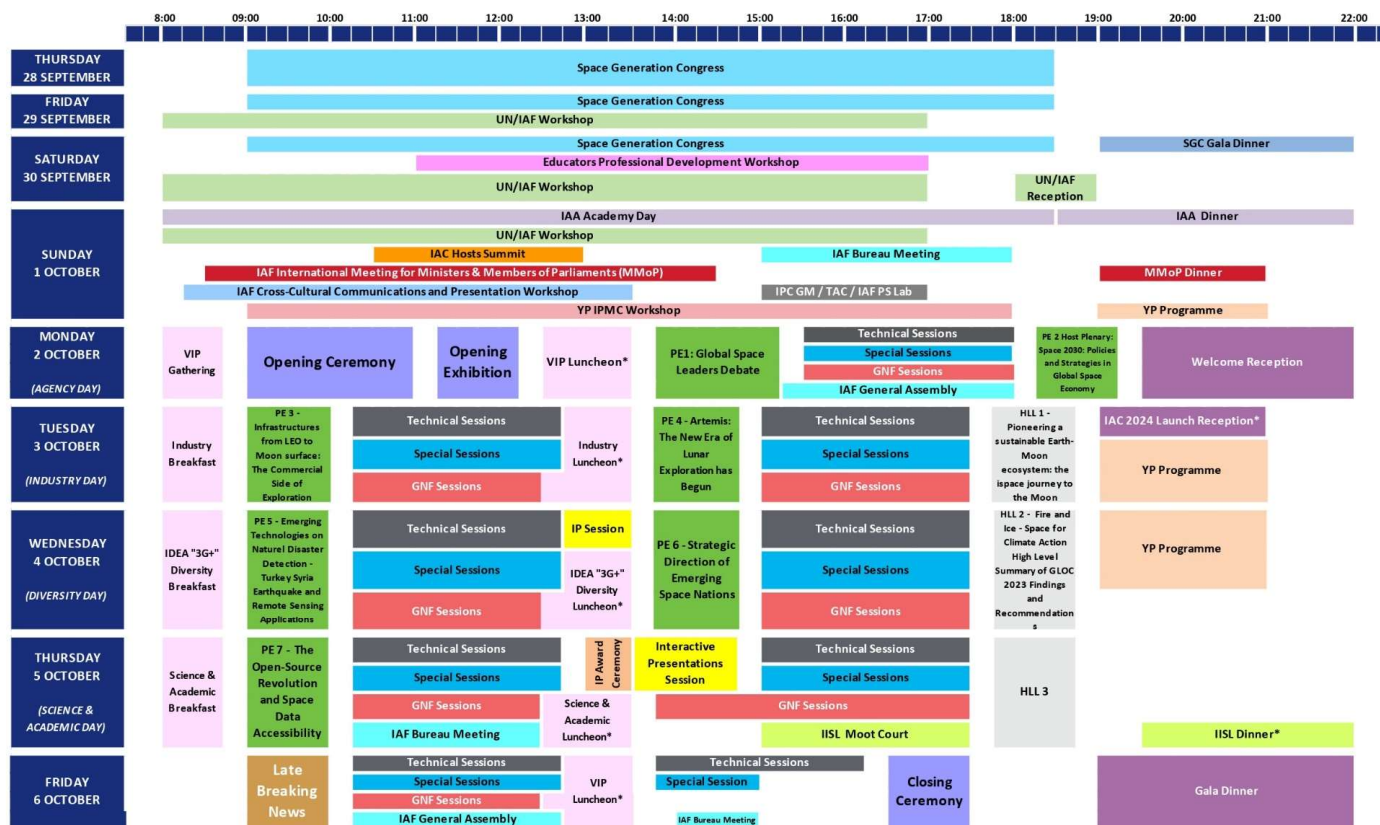 8:00 09:00 10:00 11:00 12:00 13:00 14:00 15:00 16:00 17:00 18:00 19:00 20:00 21:00 22:00
THURSDAY
28 SEPTEMBER
Space Generation Congress
FRIDAY
29 SEPTEMBER
Space Generation Congress
UN/IAF Workshop
SATURDAY
30 SEPTEMBER
Space Generation Congress
SGC Gala Dinner
Educators Professional Development Workshop
UN/IAF Workshop
UN/IAF
Reception
SUNDAY
1 OCTOBER
IAA Academy Day
IAA Dinner
UN/IAF Workshop
IAC Hosts Summit
IAF Bureau Meeting
IAF International Meeting for Ministers & Members of Parliaments (MMoP)
MMoP Dinner
IAF Cross-Cultural Communications and Presentation Workshop
IPC GM / TAC / IAF PS Lab
YP IPMC Workshop
YP Programme
MONDAY
2 OCTOBER
(AGENCY DAY)
VIP
Gathering
Opening Ceremony
Opening
Exhibition
VIP Luncheon*
PE1: Global Space
Leaders Debate
Technical Sessions
Special Sessions
GNF Sessions
IAF General Assembly
PE 2 Host Plenary:
Space 2030: Policies
and Strategies in
Global Space
Economy
Welcome Reception
TUESDAY
3 OCTOBER
(INDUSTRY DAY)
Industry
Breakfast
PE 3 -
Infrastructures
from LEO to
Moon surface:
The Commercial
Side of
Exploration
Technical Sessions
Special Sessions
GNF Sessions
Industry
Luncheon*
PE 4 - Artemis:
The New Era of
Lunar
Exploration has
Begun
Technical Sessions
Special Sessions
GNF Sessions
HLL 1 -
Pioneering a
sustainable Earth-
Moon
ecosystem: the
ispace journey to
the Moon
IAC 2024 Launch Reception*
YP Programme
WEDNESDAY
4 OCTOBER
(DIVERSITY DAY)
IDEA "3G+"
Diversity
Breakfast
PE 5 - Emerging
Technologies on
Naturel Disaster
Detection -
Turkey Syria
Earthquake and
Remote Sensing
Applications
Technical Sessions
Special Sessions
GNF Sessions
IP Session
IDEA "3G+"
Diversity
Luncheon*
PE 6 - Strategic
Direction of
Emerging
Space Nations
Technical Sessions
Special Sessions
GNF Sessions
HLL 2 - Fire and
Ice - Space for
Climate Action
High Level
Summary of GLOC
2023 Findings
and
Recommendation
s
YP Programme
THURSDAY
5 OCTOBER
(SCIENCE &
ACADEMIC DAY)
Science &
Academic
Breakfast
PE 7 - The
Open-Source
Revolution
and Space
Data
Accessibility
Technical Sessions
Special Sessions
GNF Sessions
IAF Bureau Meeting
IP Award
Ceremony
Science &
Academic
Luncheon*
Interactive
Presentations
Session
Technical Sessions
Special Sessions
GNF Sessions
IISL Moot Court
HLL 3
IISL Dinner*
FRIDAY
6 OCTOBER
Late
Breaking
News
Technical Sessions
Special Sessions
GNF Sessions
IAF General Assembly
VIP
Luncheon*
Technical Sessions
Special Session
IAF Bureau Meeting
Closing
Ceremony
Gala Dinner